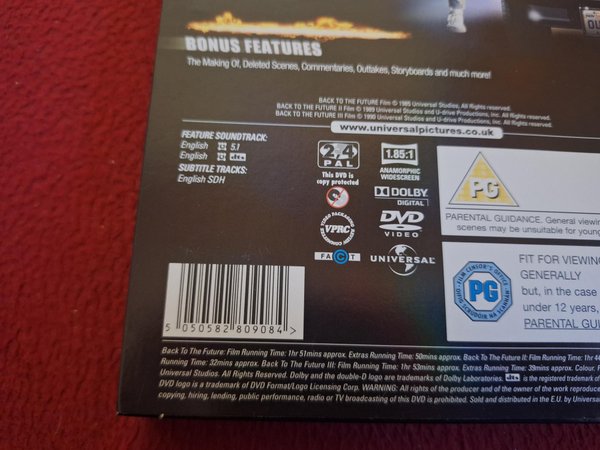 OU
BONUS FEATURES
The Making Of, Deleted Scenes, Commentaries, Outtakes, Storyboards and much more!
BACK TO THE FUTURE Film © 1985 Universal Studios. All Rights reserved.
BACK TO THE FUTURE II Film © 1989 Universal Studios and U-drive Productions, Inc. All Rights reserved.
BACK TO THE FUTURE III Film © 1990 Universal Studios and U-drive Productions, Inc. All Rights reserved.
www.universalpictures.co.uk
FEATURE SOUNDTRACK:
English 5.1
English dts
SUBTITLE TRACKS:
English SDH
2,4
PAL
This DVD is
copy protected
VPRC
FACT
1.85:1
ANAMORPHIC
WIDESCREEN
DOLBY
DIGITAL
DVD
VIDEO
UNIVERSAL
PG
PARENTAL GUIDANCE. General viewing
scenes may be unsuitable for young
FILM CENSOR'S OFFICE
PG
FIT FOR VIEWING
GENERALLY
but, in the case
under 12 years,
PARENTAL
5 050582 809084 >
Back To The Future: Film Running Time: 1hr 51mins approx. Extras Running Time: 50mins approx. Back To The Future II: Film Running Time: 1hr 44
Running Time: 32mins approx. Back To The Future III: Film Running Time: 1hr 53mins approx. Extras Running Time: 39mins approx. Colour.
Universal Studios. All Rights Reserved. Dolby and the double-D logo are trademarks of Dolby Laboratories. dts is the registered trademark of
DVD logo is a trademark of DVD Format/Logo Licensing Corp. WARNING: All rights of the producer and of the owner of the work reproduce
copying, hiring, lending, public performance, radio or TV broadcasting of this DVD is prohibited. Sold and distributed in the E.U. by Univers